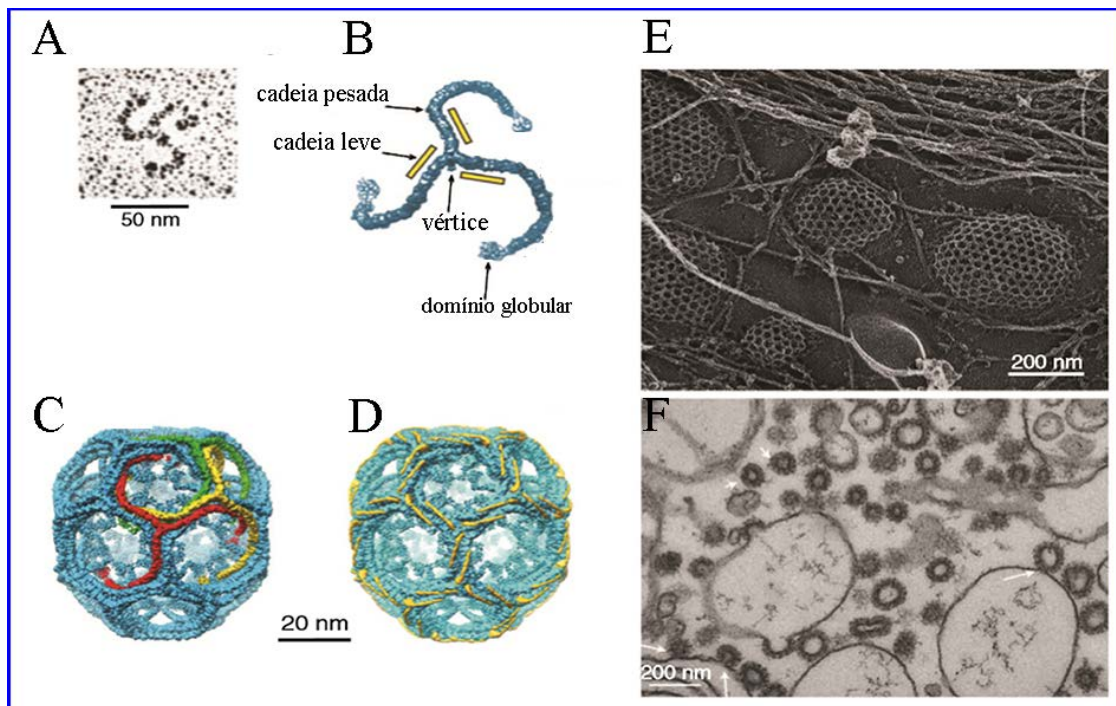 A
B
E
cadeia pesada
cadeia leve
50 nm
vértice
domínio globular
200 nm
C
D
F
20 nm
200 nm